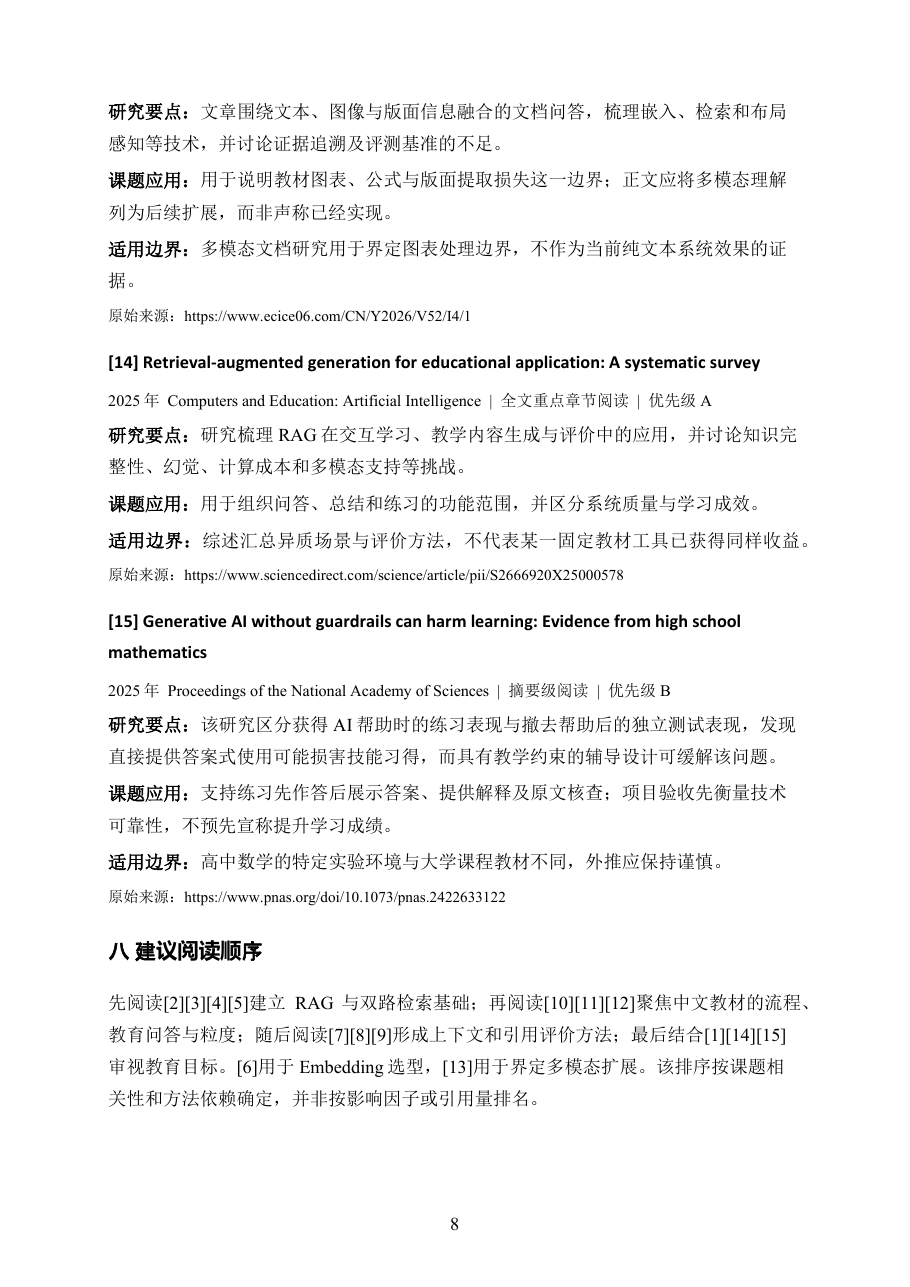 研究要点：文章围绕文本、图像与版面信息融合的文档问答，梳理嵌入、检索和布局
感知等技术，并讨论证据追溯及评测基准的不足。
课题应用：用于说明教材图表、公式与版面提取损失这一边界；正文应将多模态理解
列为后续扩展，而非声称已经实现。
适用边界：多模态文档研究用于界定图表处理边界，不作为当前纯文本系统效果的证
据。
原始来源：https://www.ecice06.com/CN/Y2026/V52/I4/1
[14] Retrieval-augmented generation for educational application: A systematic survey
2025 年 Computers and Education: Artificial Intelligence | 全文重点章节阅读 | 优先级 A
研究要点：研究梳理 RAG 在交互学习、教学内容生成与评价中的应用，并讨论知识完
整性、幻觉、计算成本和多模态支持等挑战。
课题应用：用于组织问答、总结和练习的功能范围，并区分系统质量与学习成效。
适用边界：综述汇总异质场景与评价方法，不代表某一固定教材工具已获得同样收益。
原始来源：https://www.sciencedirect.com/science/article/pii/S2666920X25000578
[15] Generative AI without guardrails can harm learning: Evidence from high school
mathematics
2025 年 Proceedings of the National Academy of Sciences | 摘要级阅读 | 优先级 B
研究要点：该研究区分获得 AI 帮助时的练习表现与撤去帮助后的独立测试表现，发现
直接提供答案式使用可能损害技能习得，而具有教学约束的辅导设计可缓解该问题。
课题应用：支持练习先作答后展示答案、提供解释及原文核查；项目验收先衡量技术
可靠性，不预先宣称提升学习成绩。
适用边界：高中数学的特定实验环境与大学课程教材不同，外推应保持谨慎。
原始来源：https://www.pnas.org/doi/10.1073/pnas.2422633122
八 建议阅读顺序
先阅读[2][3][4][5]建立 RAG 与双路检索基础；再阅读[10][11][12]聚焦中文教材的流程、
教育问答与粒度；随后阅读[7][8][9]形成上下文和引用评价方法；最后结合[1][14][15]
审视教育目标。[6]用于 Embedding 选型，[13]用于界定多模态扩展。该排序按课题相
关性和方法依赖确定，并非按影响因子或引用量排名。
8